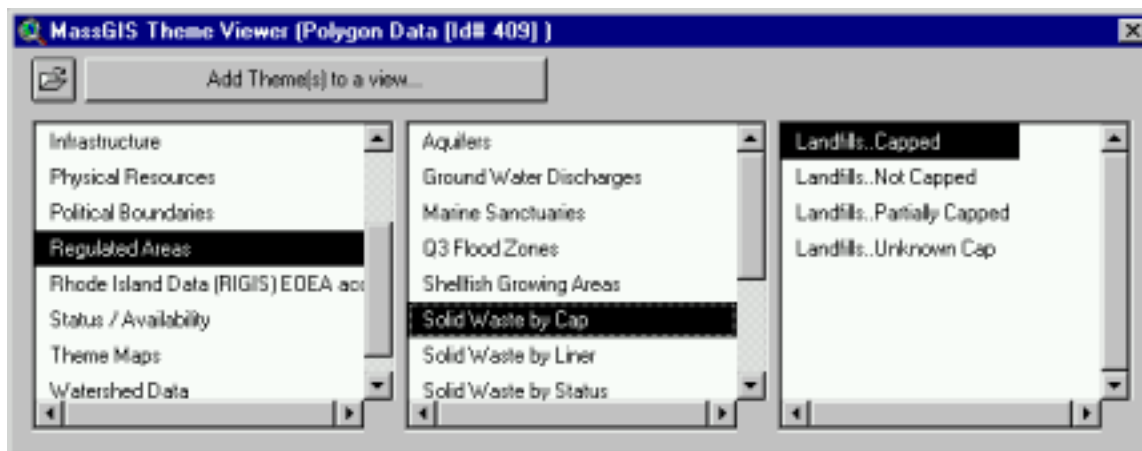 MassGIS Theme Viewer (Polygon Data [Id# 409] )
Add Theme(s) to a view...
Infrastructure
Physical Resources
Political Boundaries
Regulated Areas
Rhode Island Data (RIGIS) EOEA acc
Status / Availability
Theme Maps
Watershed Data
Aquifers
Ground Water Discharges
Marine Sanctuaries
Q3 Flood Zones
Shellfish Growing Areas
Solid Waste by Cap
Solid Waste by Liner
Solid Waste by Status
Landfills..Capped
Landfills..Not Capped
Landfills..Partially Capped
Landfills..Unknown Cap